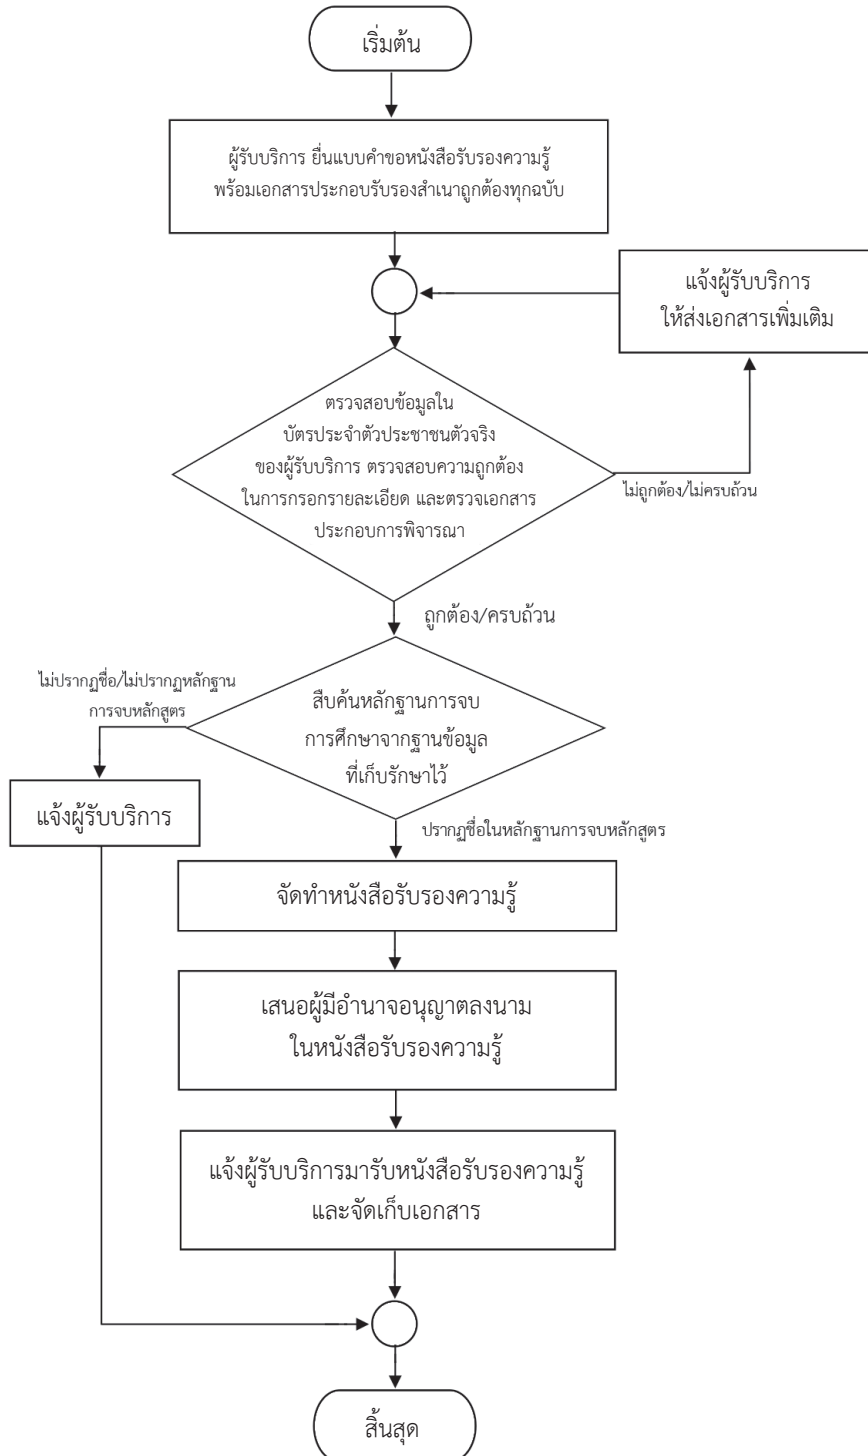 เริ่มต้น
ผู้รับบริการ ยื่นแบบคำขอหนังสือรับรองความรู้
พร้อมเอกสารประกอบรับรองสำเนาถูกต้องทุกฉบับ
แจ้งผู้รับบริการ
ให้ส่งเอกสารเพิ่มเติม
ตรวจสอบข้อมูลใน
บัตรประจำตัวประชาชนตัวจริง
ของผู้รับบริการ ตรวจสอบความถูกต้อง
ในการกรอกรายละเอียด และตรวจเอกสาร
ประกอบการพิจารณา
ไม่ถูกต้อง/ไม่ครบถ้วน
ถูกต้อง/ครบถ้วน
ไม่ปรากฏชื่อ/ไม่ปรากฏหลักฐาน
การจบหลักสูตร
สืบค้นหลักฐานการจบ
การศึกษาจากฐานข้อมูล
ที่เก็บรักษาไว้
แจ้งผู้รับบริการ
ปรากฏชื่อในหลักฐานการจบหลักสูตร
จัดทำหนังสือรับรองความรู้
เสนอผู้มีอำนาจอนุญาตลงนาม
ในหนังสือรับรองความรู้
แจ้งผู้รับบริการมารับหนังสือรับรองความรู้
และจัดเก็บเอกสาร
สิ้นสุด